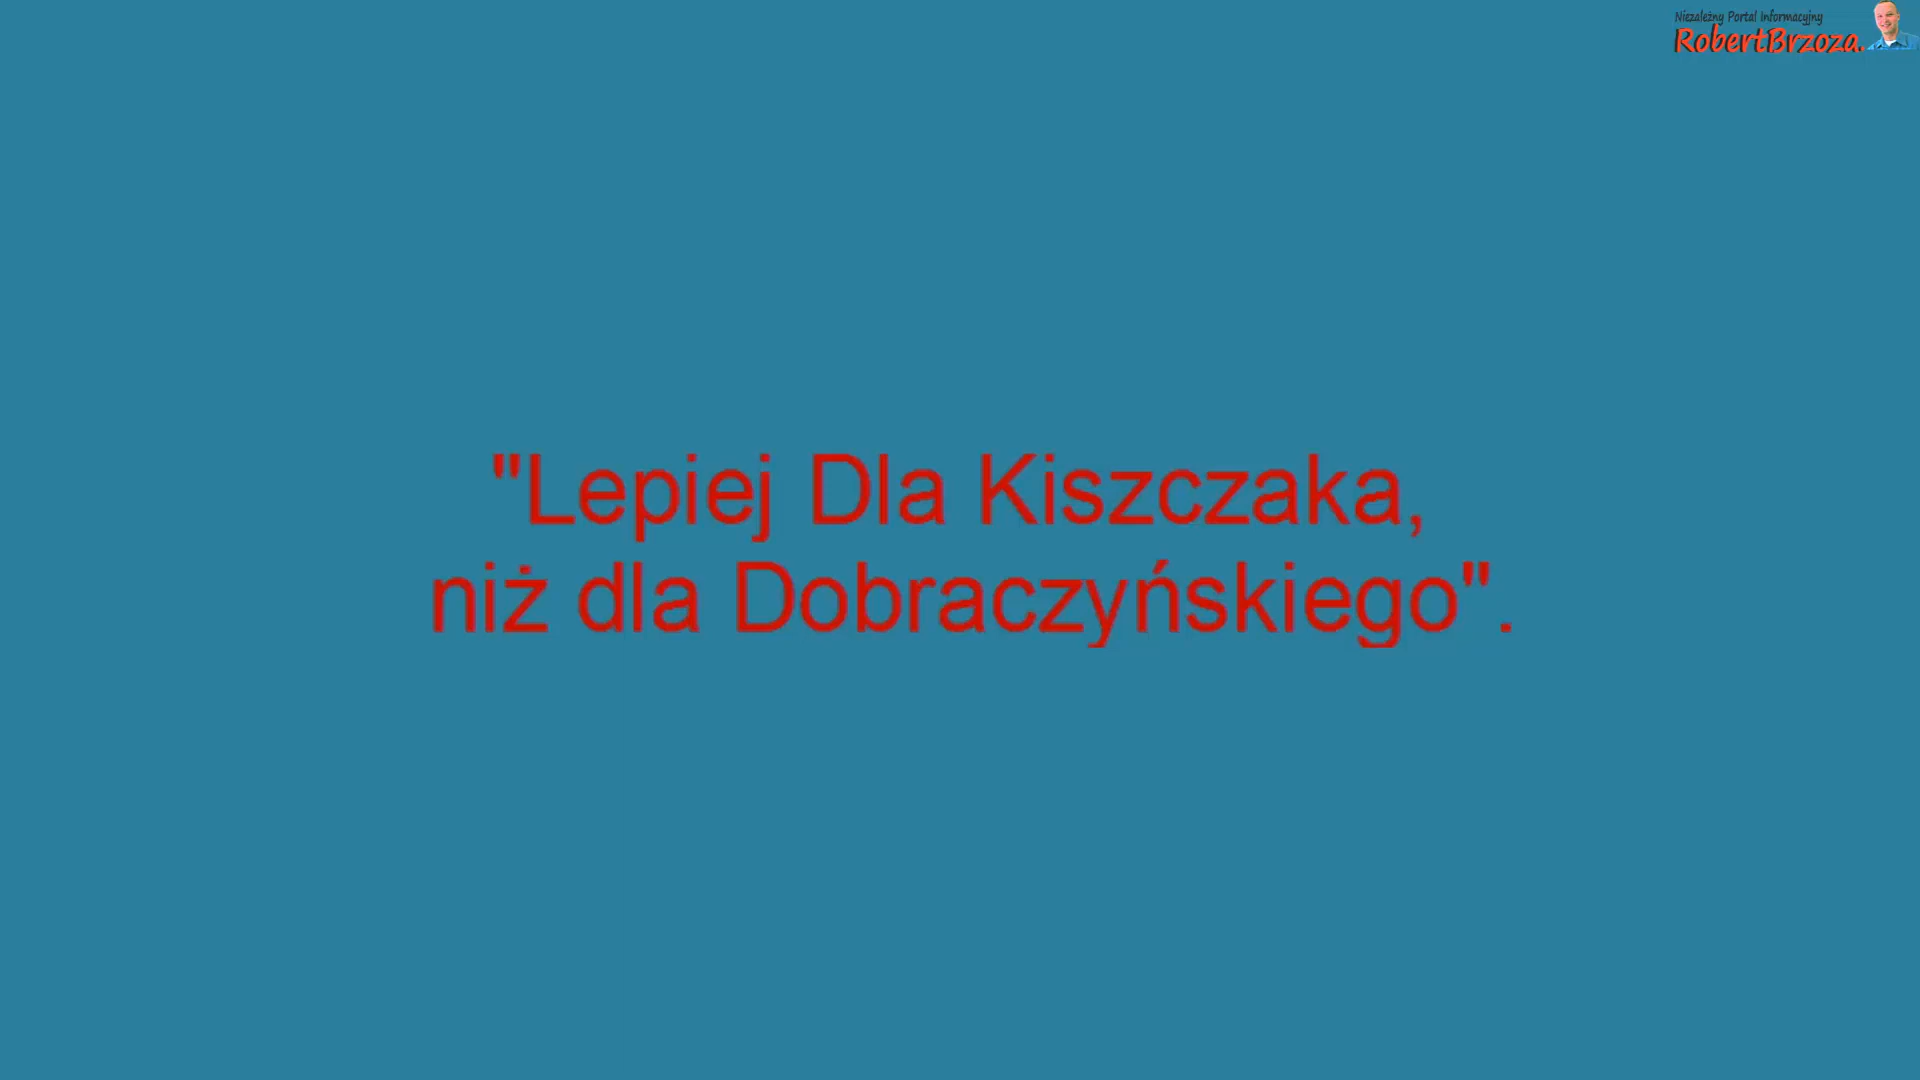 Niezależny Portal Informacyjny
RobertBrzoza.
"Lepiej Dla Kiszczaka,
niż dla Dobraczyńskiego".